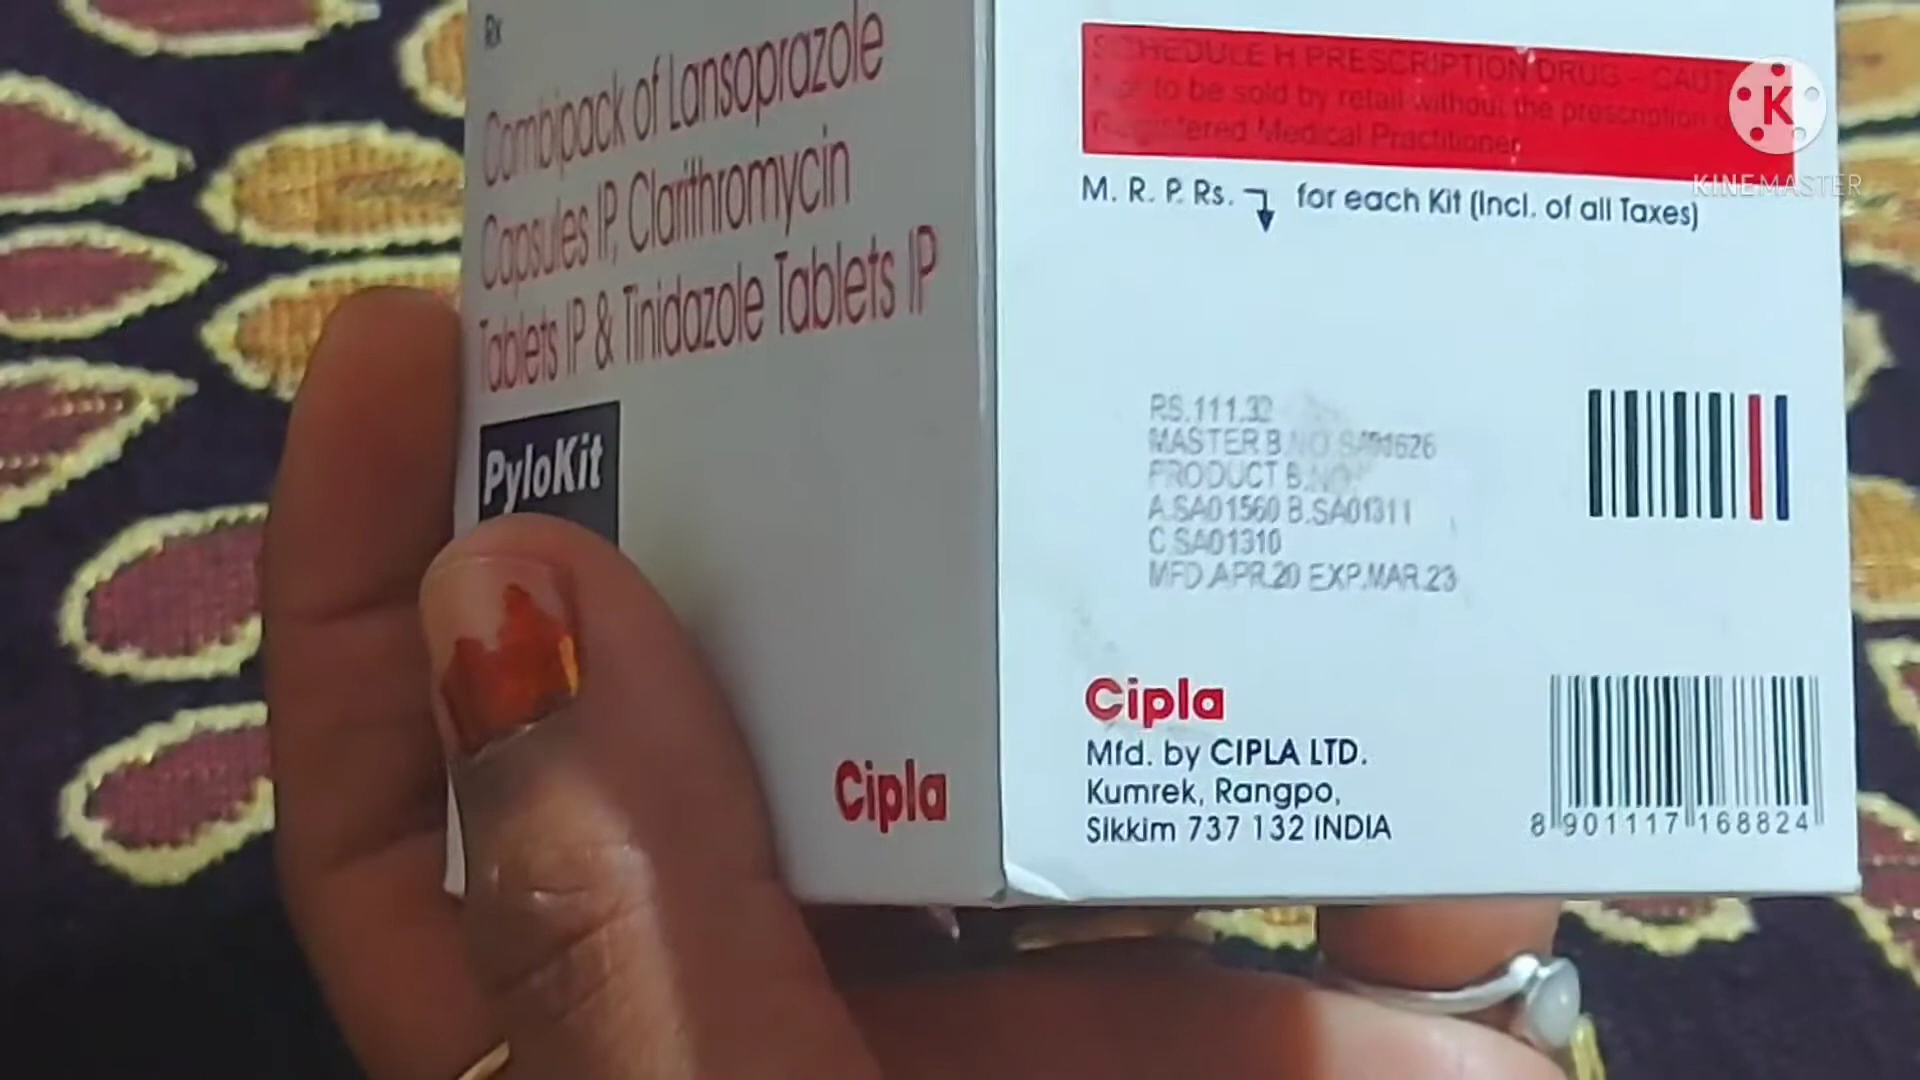 Rx
Combipack of Lansoprazole
Capsules IP, Clarithromycin
Tablets IP & Tinidazole Tablets IP
PyloKit
Cipla
SCHEDULE H PRESCRIPTION DRUG - CAUT
to be sold by retail without the prescription
Registered Medical Practitioner
M. R. P. Rs. for each Kit (Incl. of all Taxes)
RS.111.32
MASTER B.NO.SA01626
PRODUCT B.NO.
A.SA01560 B.SA01311
C.SA01310
MFD.APR.20 EXP.MAR.23
Cipla
Mfd. by CIPLA LTD.
Kumrek, Rangpo,
Sikkim 737 132 INDIA
8 901117 168824
K
KINEMASTER